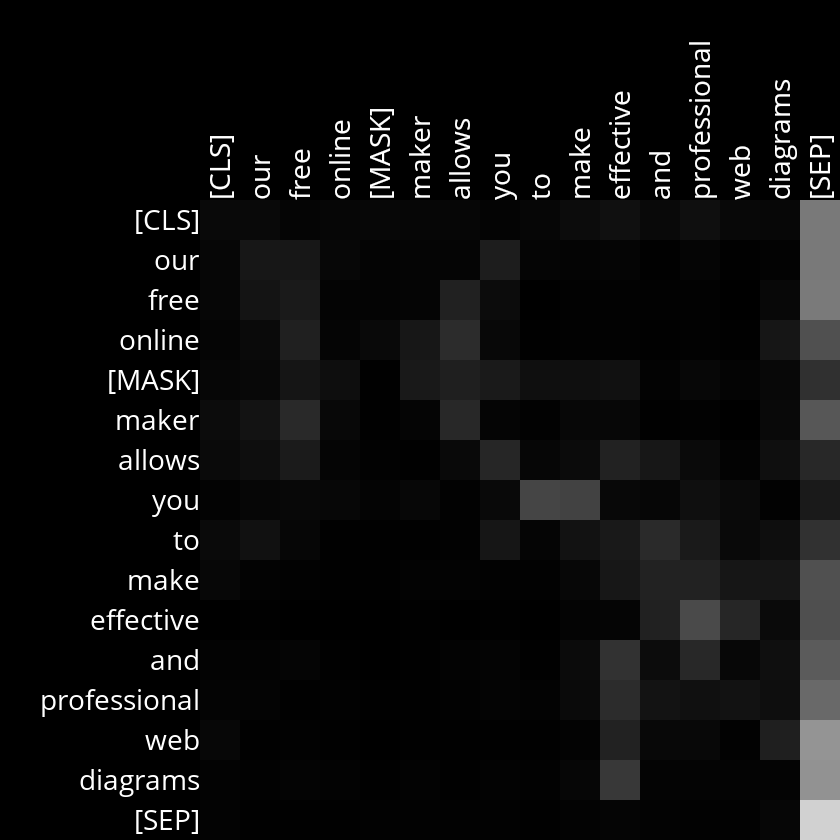 [CLS]
our
free
online
[MASK]
maker
allows
you
to
make
effective
and
professional
web
diagrams
[SEP]
[CLS]
our
free
online
[MASK]
maker
allows
you
to
make
effective
and
professional
web
diagrams
[SEP]